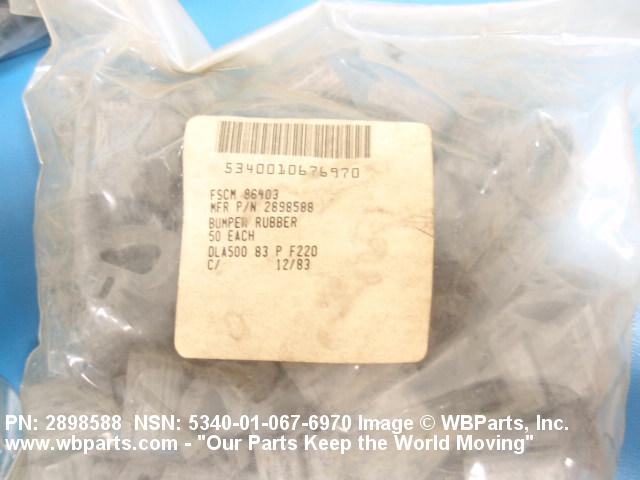 5340010676970
FSCM 86403
MFR P/N 2898588
BUMPEW RUBBER
50 EACH
DLA500 83 P F220
C/ 12/83
PN: 2898588 NSN: 5340-01-067-6970 Image © WBParts, Inc.
www.wbparts.com - "Our Parts Keep the World Moving"